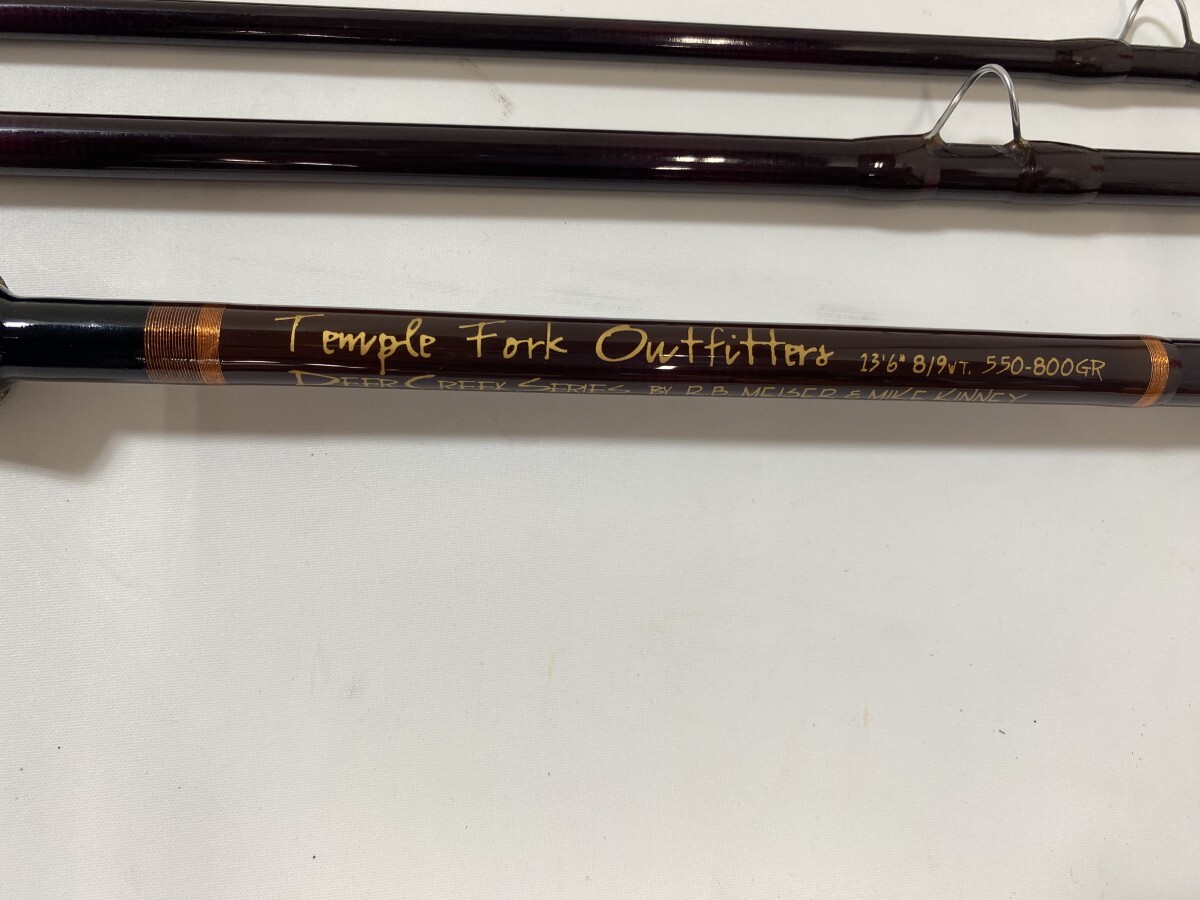 Temple Fork Outfitters 13'6" 8/9WT. 550-800GR
DEER CREEK SERIES BY R.B. MEISER & MIKE KINNEY